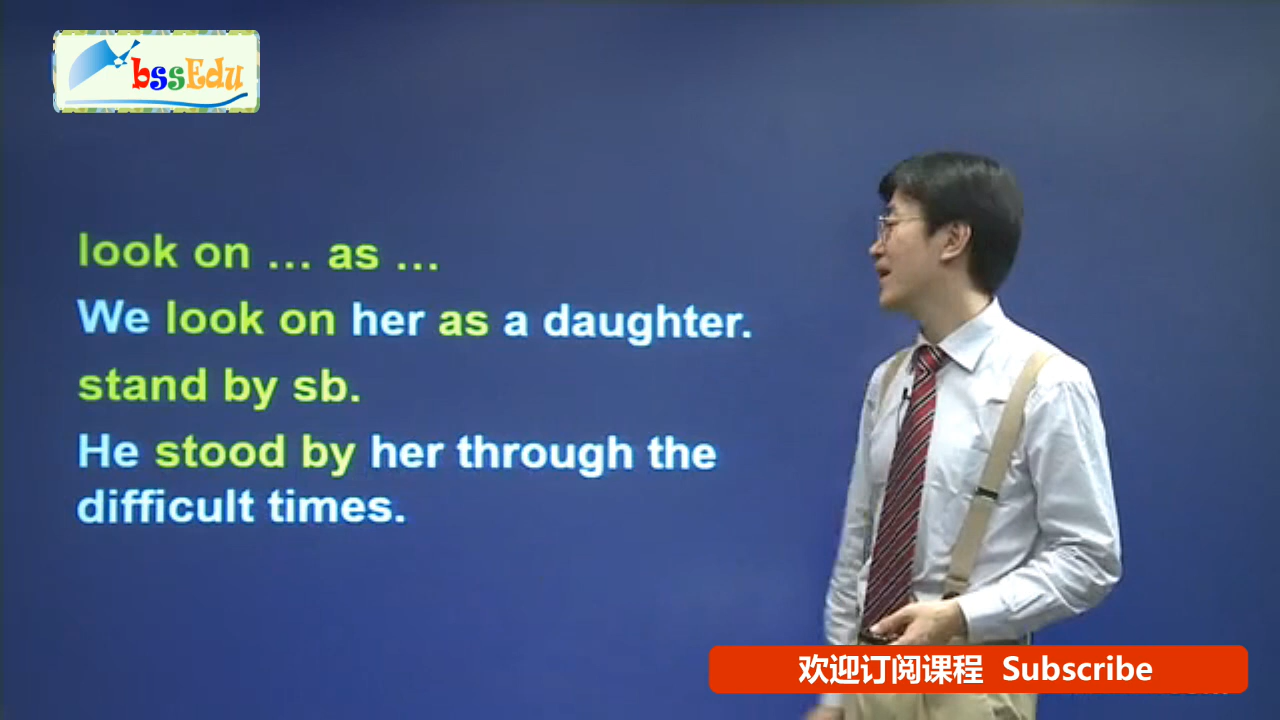 bssEdu
look on ... as ...
We look on her as a daughter.
stand by sb.
He stood by her through the
difficult times.
欢迎订阅课程 Subscribe